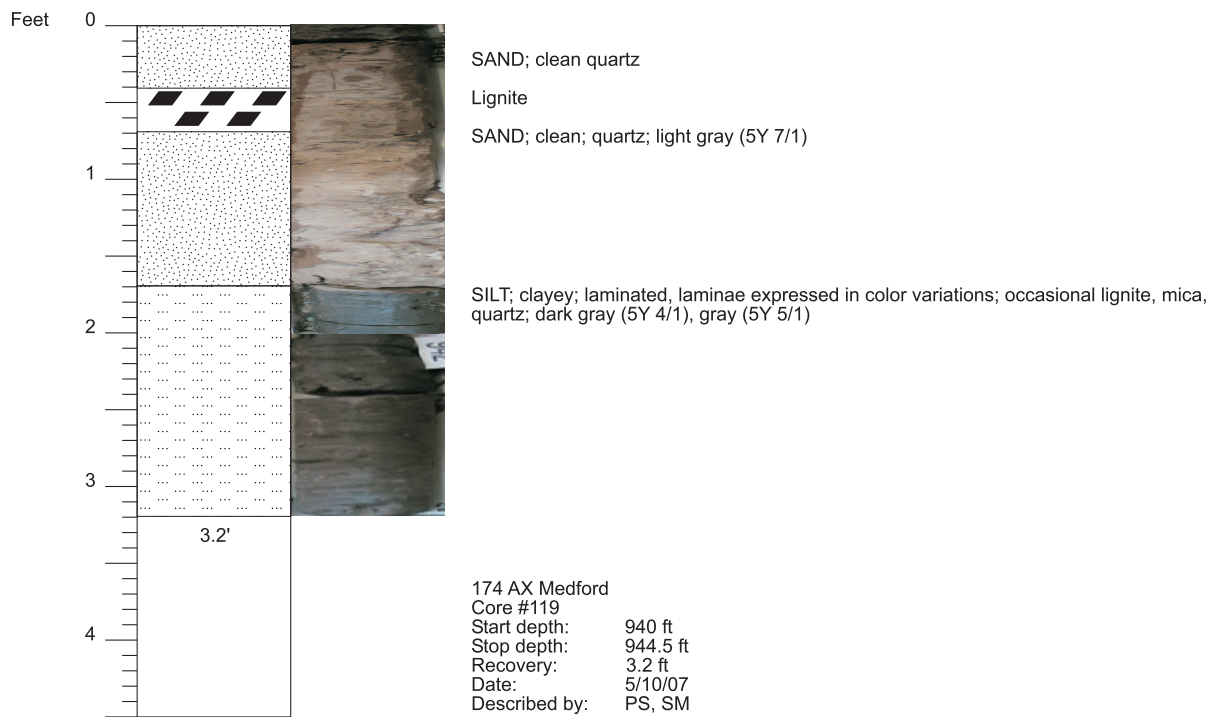 Feet
0
SAND; clean quartz
Lignite
SAND; clean; quartz; light gray (5Y 7/1)
1
SILT; clayey; laminated, laminae expressed in color variations; occasional lignite, mica,
quartz; dark gray (5Y 4/1), gray (5Y 5/1)
2
3
3.2'
4
174 AX Medford
Core #119
Start depth: 940 ft
Stop depth: 944.5 ft
Recovery: 3.2 ft
Date: 5/10/07
Described by: PS, SM